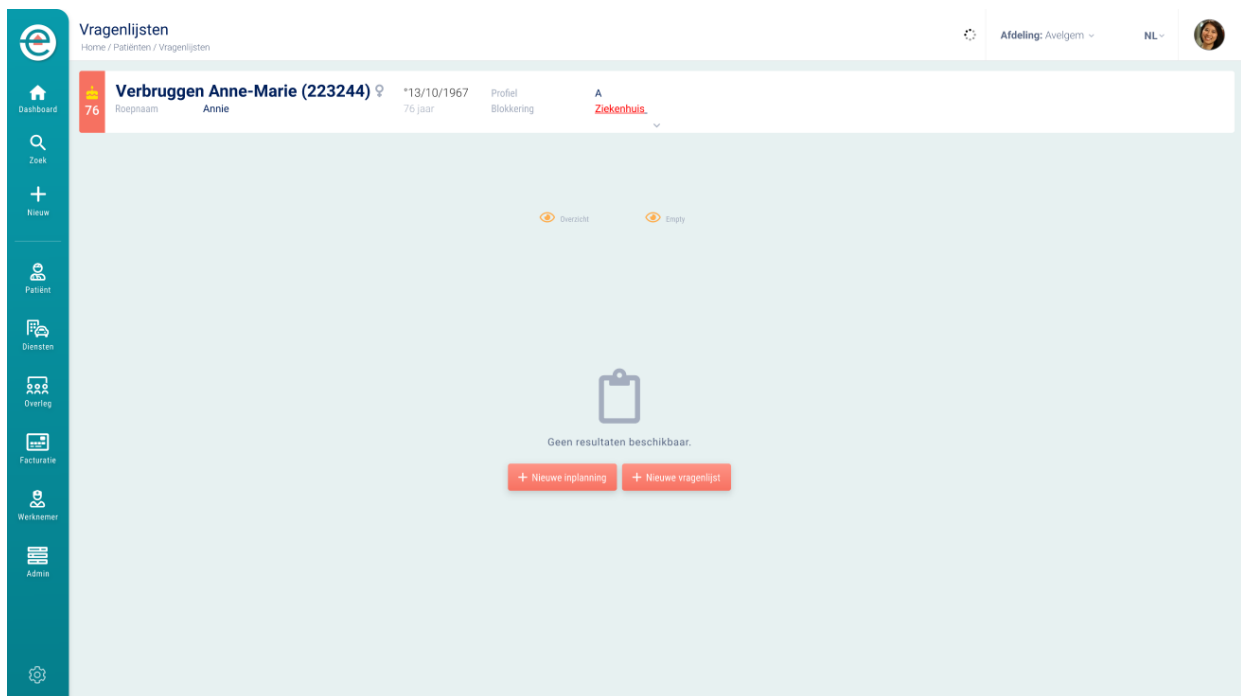 Vragenlijsten
Home / Patiënten / Vragenlijsten
Afdeling: Avelgem
NL
Dashboard
Zoek
Nieuw
Patiënt
Diensten
Overleg
Facturatie
Werknemer
Admin
76
Verbruggen Anne-Marie (223244) ♀
Roepnaam Annie
°13/10/1967
76 jaar
Profiel A
Blokkering Ziekenhuis
Overzicht
Empty
Geen resultaten beschikbaar.
+ Nieuwe inplanning
+ Nieuwe vragenlijst